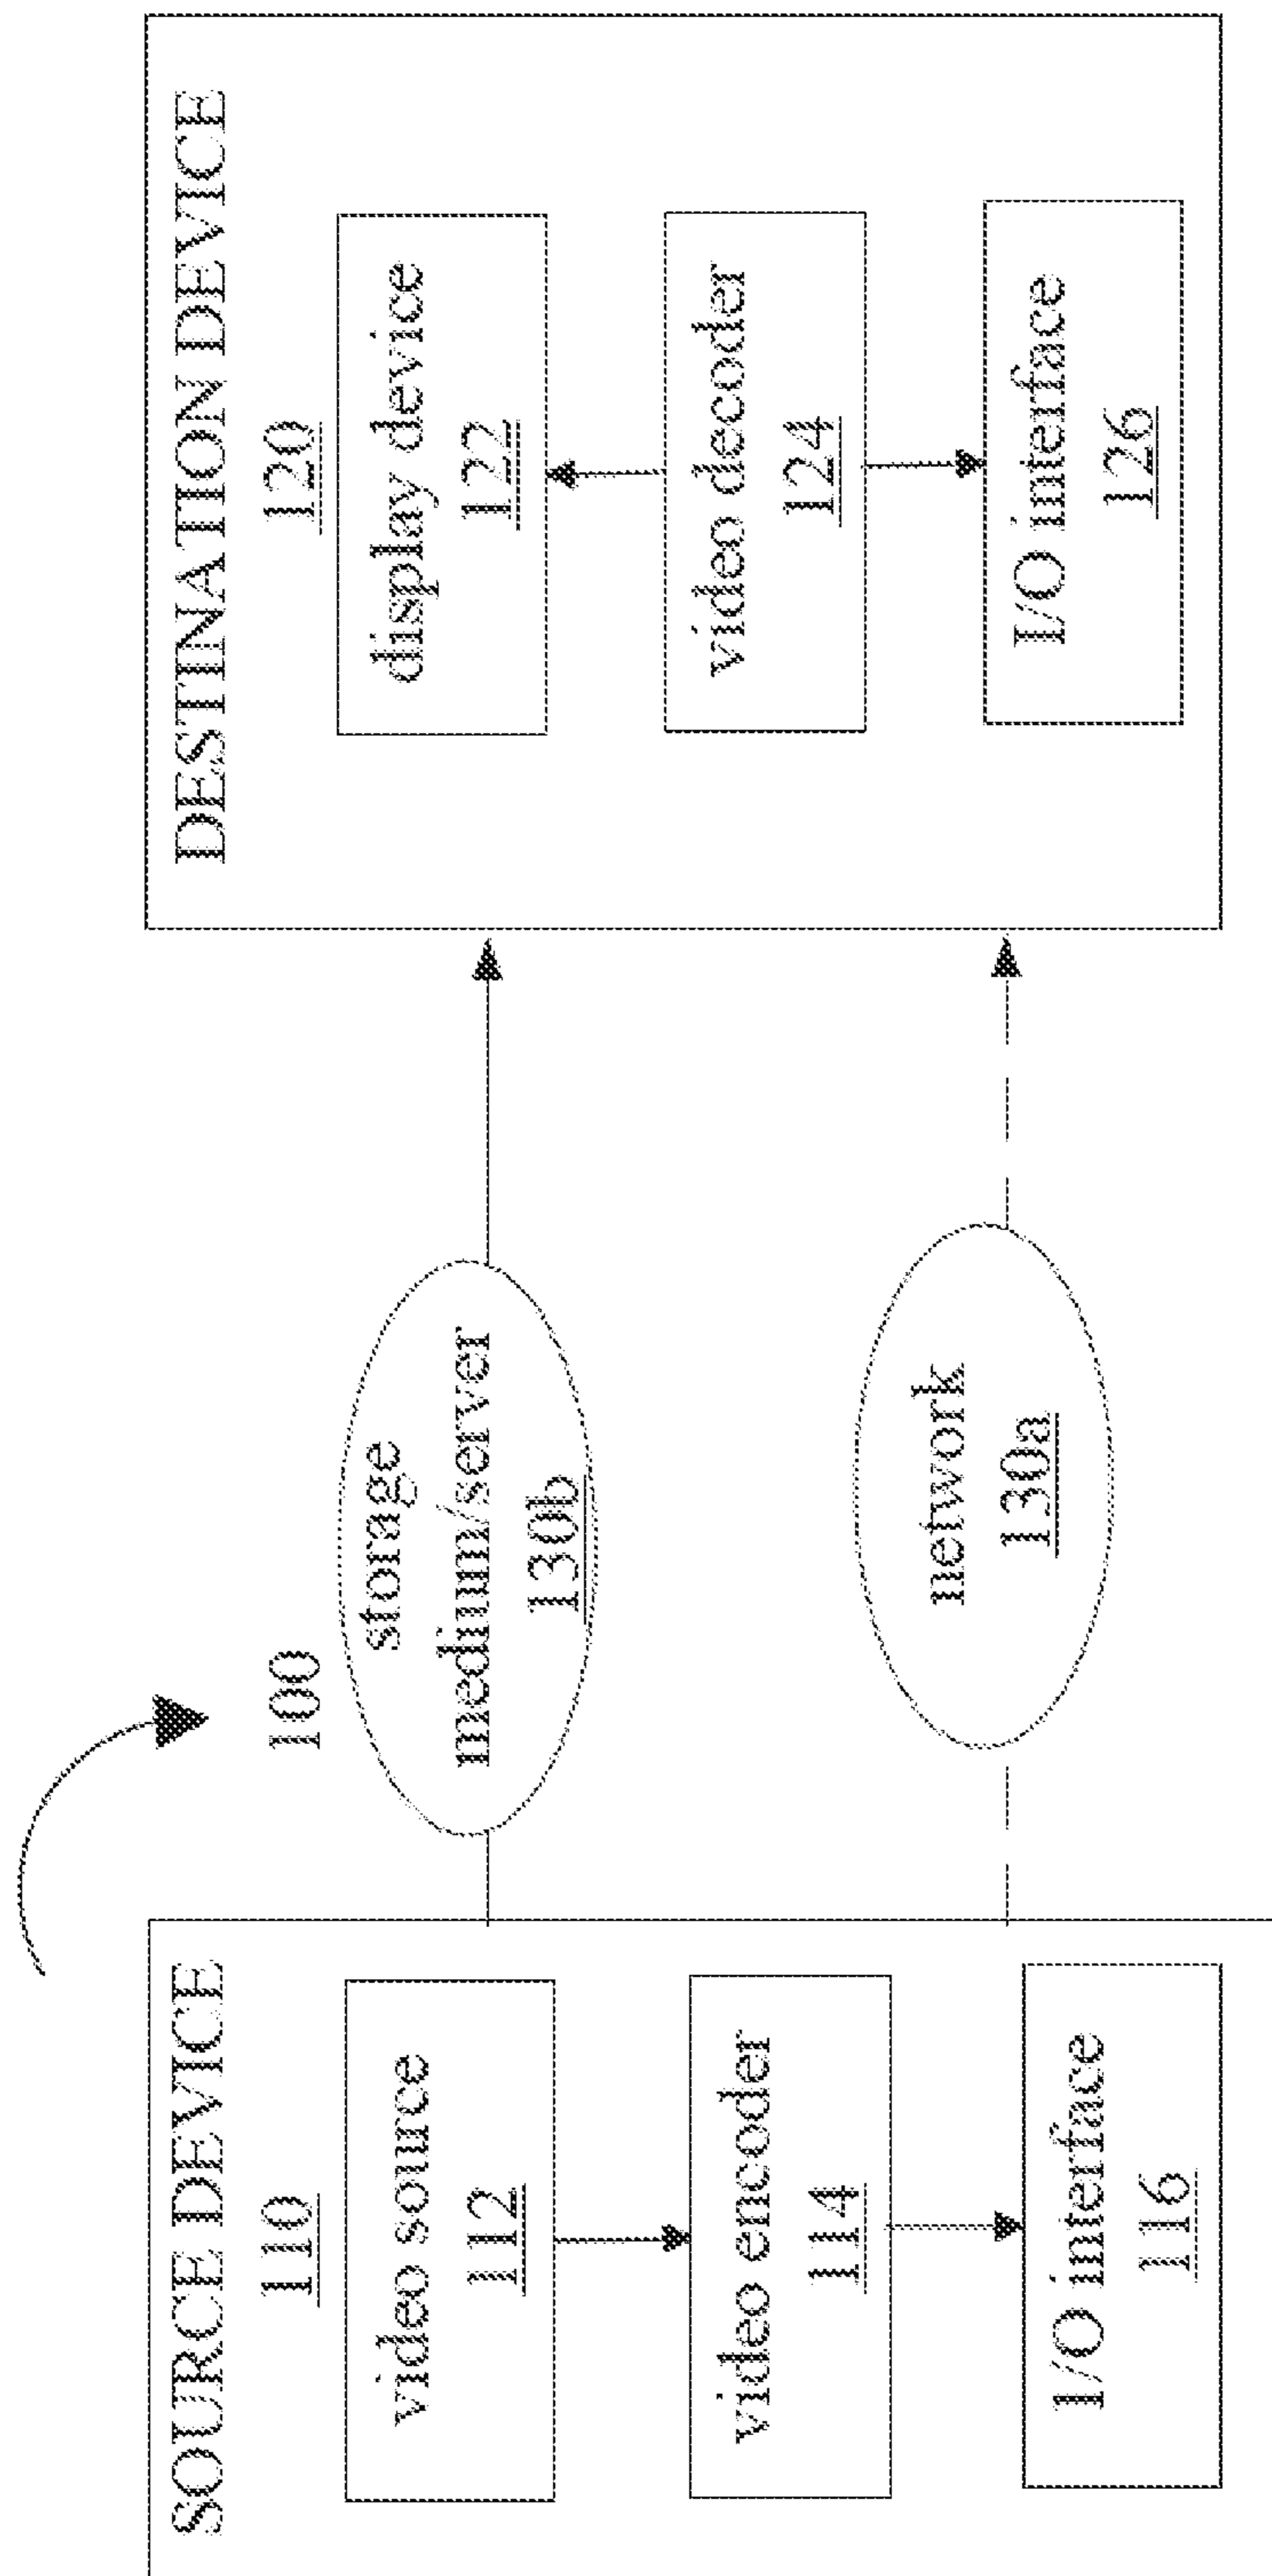 SOURCE DEVICE
110
video source
112
video encoder
114
I/O interface
116
100
storage
medium/server
130b
network
130a
DESTINATION DEVICE
120
display device
122
video decoder
124
I/O interface
126